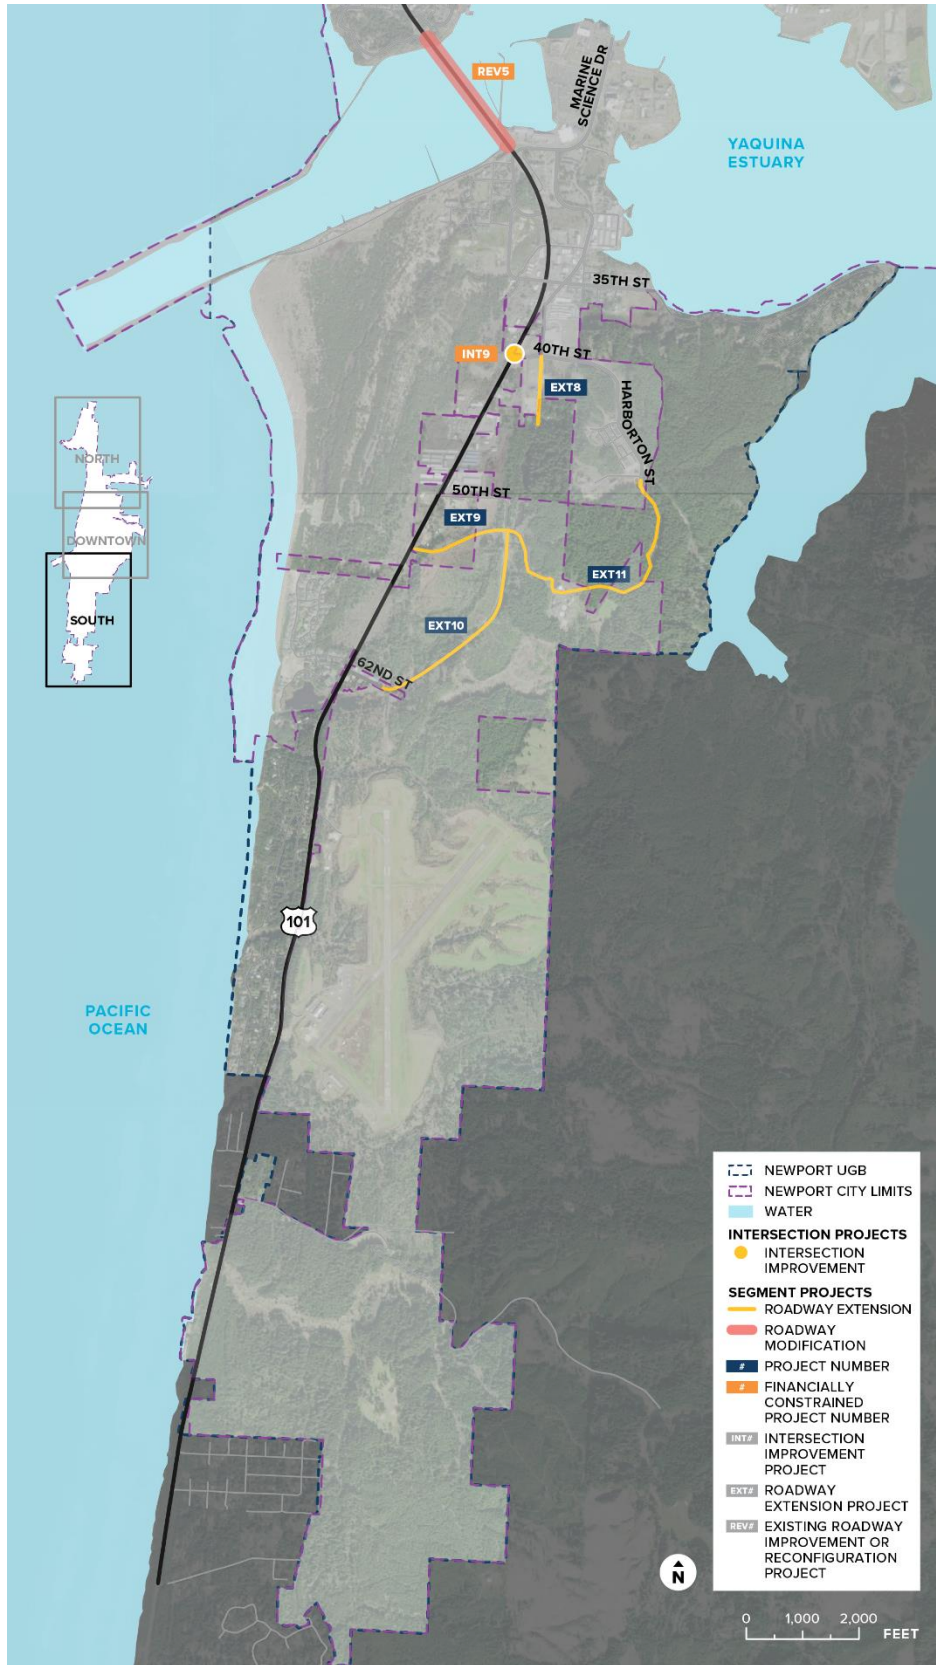 REV5
MARINE
SCIENCE DR
YAQUINA
ESTUARY
35TH ST
INT9
40TH ST
EXT8
HARBORTON ST
50TH ST
EXT9
EXT11
EXT10
62ND ST
NORTH
DOWNTOWN
SOUTH
101
PACIFIC
OCEAN
NEWPORT UGB
NEWPORT CITY LIMITS
WATER
INTERSECTION PROJECTS
INTERSECTION
IMPROVEMENT
SEGMENT PROJECTS
ROADWAY EXTENSION
ROADWAY
MODIFICATION
# PROJECT NUMBER
# FINANCIALLY
CONSTRAINED
PROJECT NUMBER
INT# INTERSECTION
IMPROVEMENT
PROJECT
EXT# ROADWAY
EXTENSION PROJECT
REV# EXISTING ROADWAY
IMPROVEMENT OR
RECONFIGURATION
PROJECT
N
0 1,000 2,000
FEET